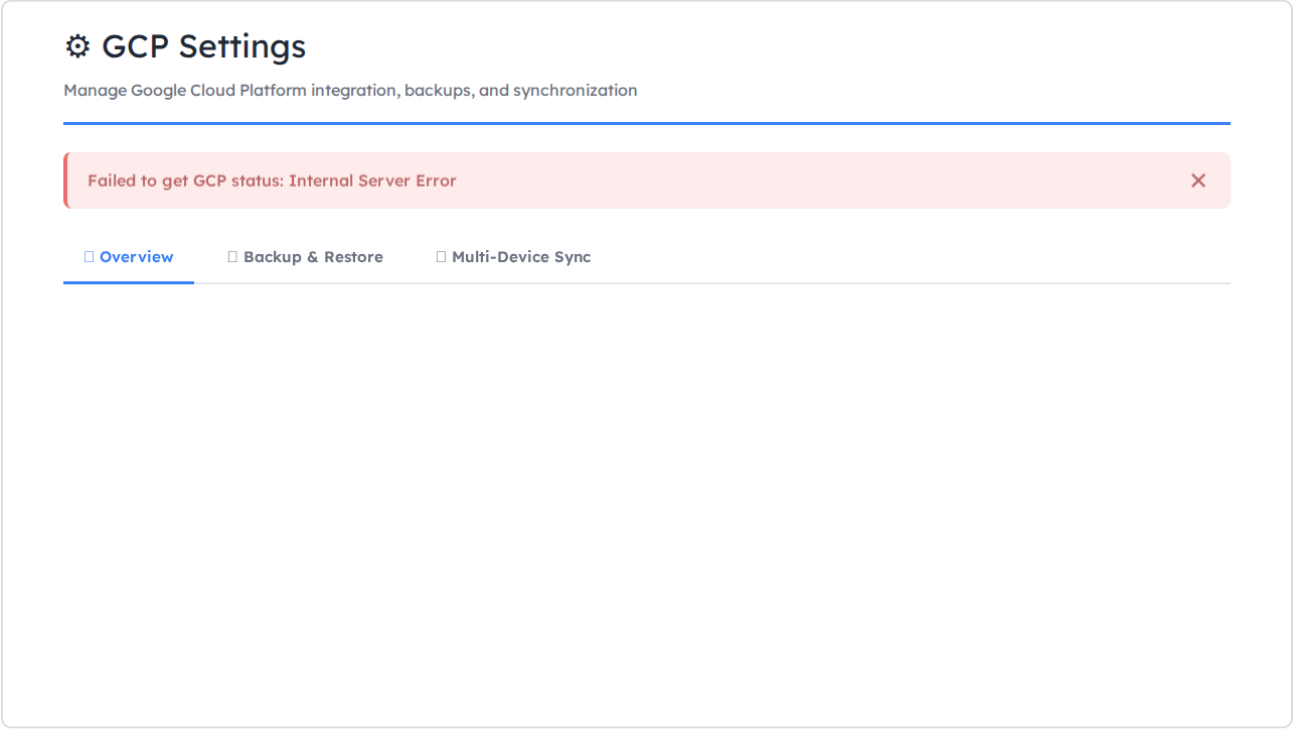 ⚙ GCP Settings
Manage Google Cloud Platform integration, backups, and synchronization
Failed to get GCP status: Internal Server Error ✕
Overview
Backup & Restore
Multi-Device Sync